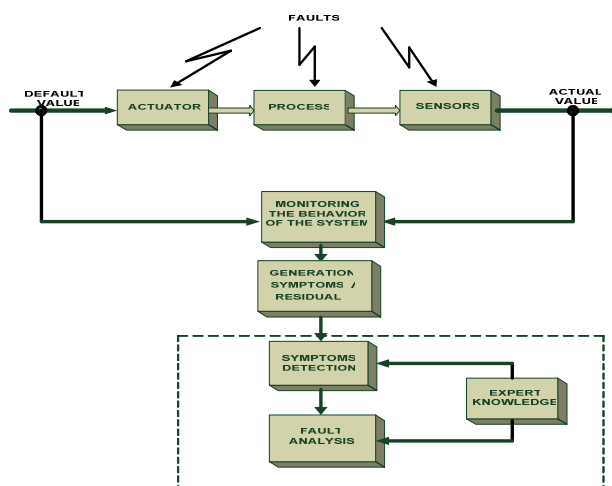 FAULTS
DEFAULT
VALUE
ACTUAL
VALUE
ACTUATOR
PROCESS
SENSORS
MONITORING
THE BEHAVIOR
OF THE SYSTEM
GENERATION
SYMPTOMS /
RESIDUAL
SYMPTOMS
DETECTION
EXPERT
KNOWLEDGE
FAULT
ANALYSIS